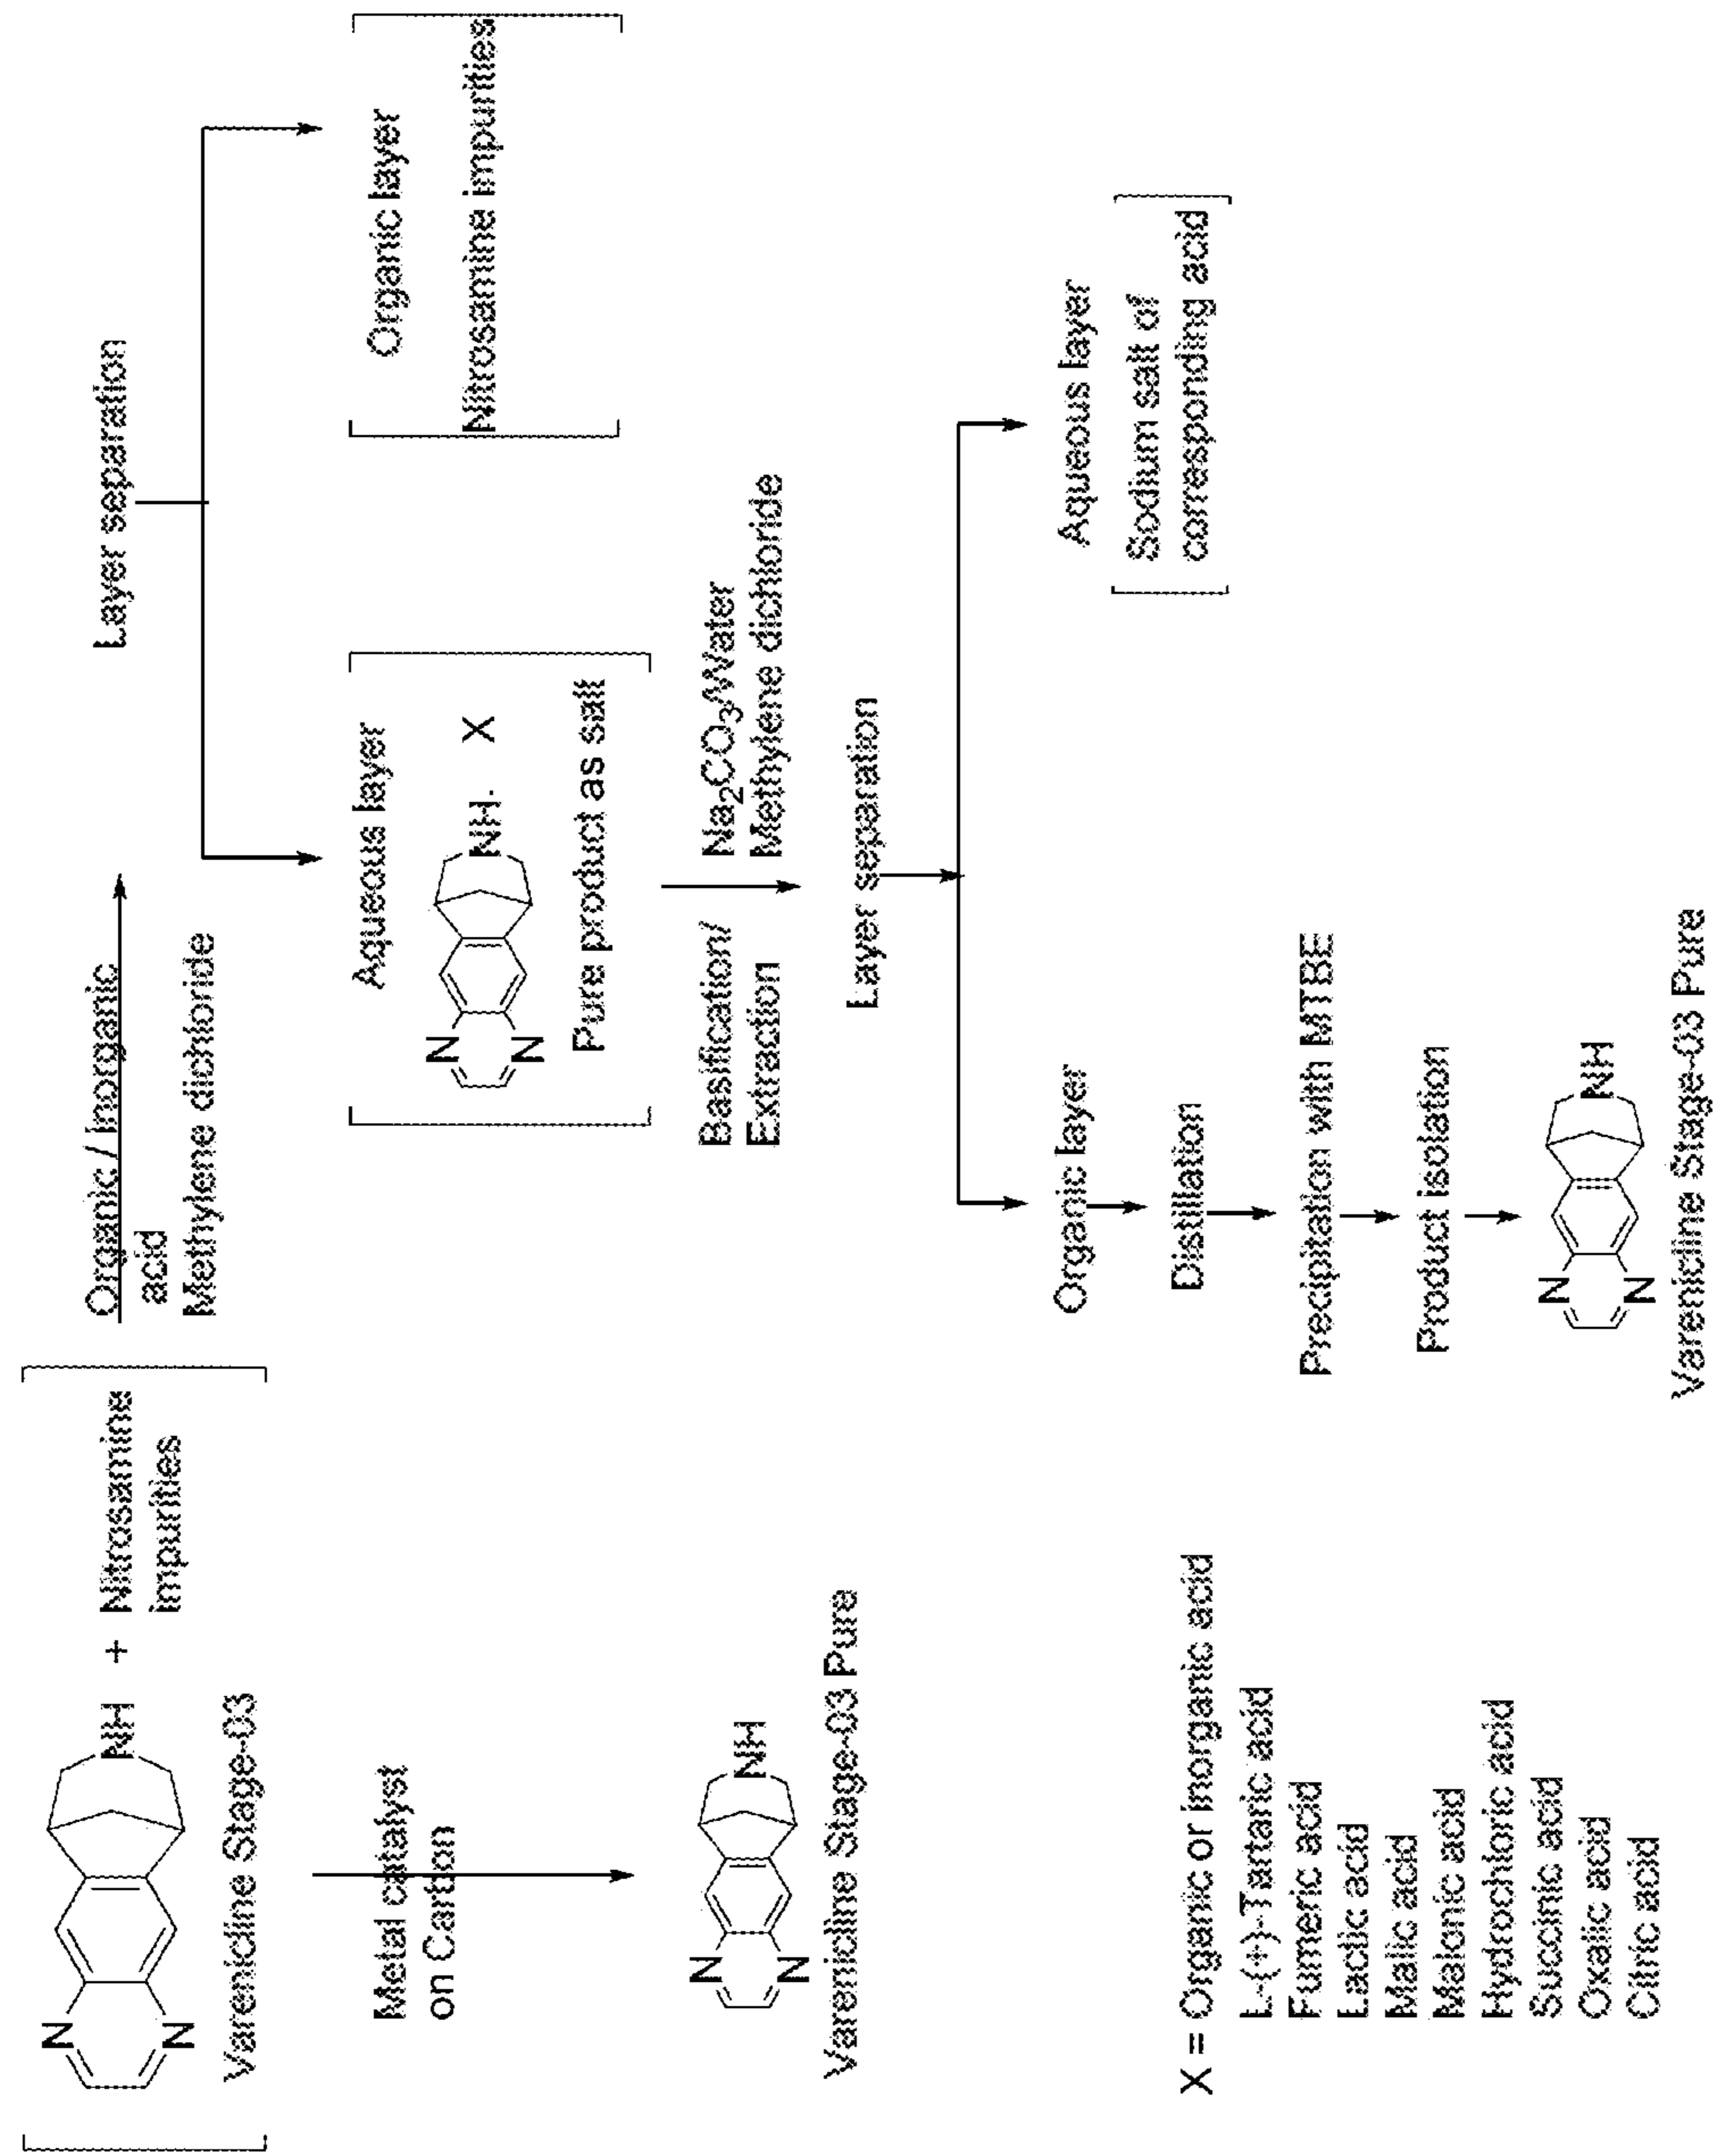 N
N
NH
+
Nitrosamine
impurities
Varenicline Stage-03
Organic / Inorganic
acid
Methylene dichloride
Layer separation
Aqueous layer
N
N
NH.
X
Pure product as salt
Organic layer
Nitrosamine impurities
Metal catalyst
on Carbon
N
N
NH
Varenicline Stage-03 Pure
Basification/
Extraction
Na2CO3/Water
Methylene dichloride
Layer separation
Organic layer
Distillation
Precipitation with MTBE
Product isolation
N
N
NH
Varenicline Stage-03 Pure
Aqueous layer
Sodium salt of
corresponding acid
X = Organic or inorganic acid
L-(+)-Tartaric acid
Fumeric acid
Lactic acid
Malic acid
Malonic acid
Hydrochloric acid
Succinic acid
Oxalic acid
Citric acid